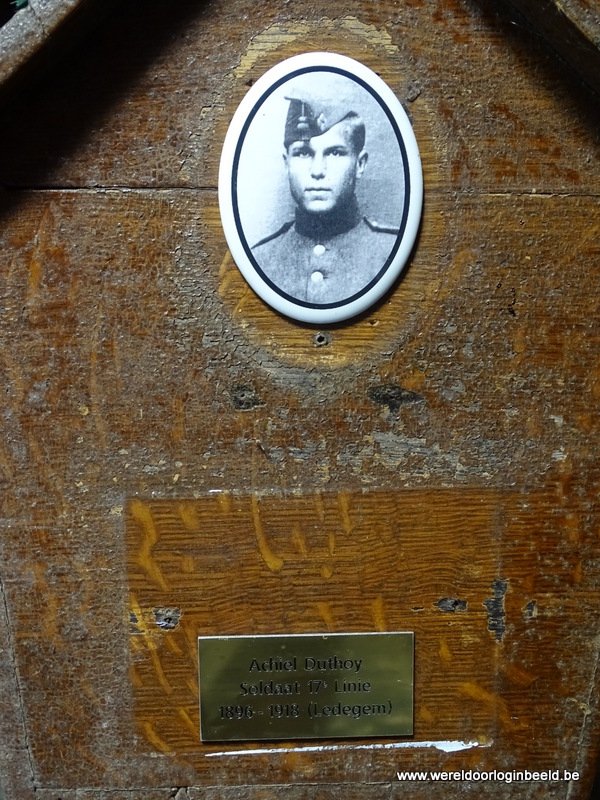 Achiel Duthoy
Soldaat 17e Linie
1896 - 1918 (Ledegem)
www.wereldoorloginbeeld.be